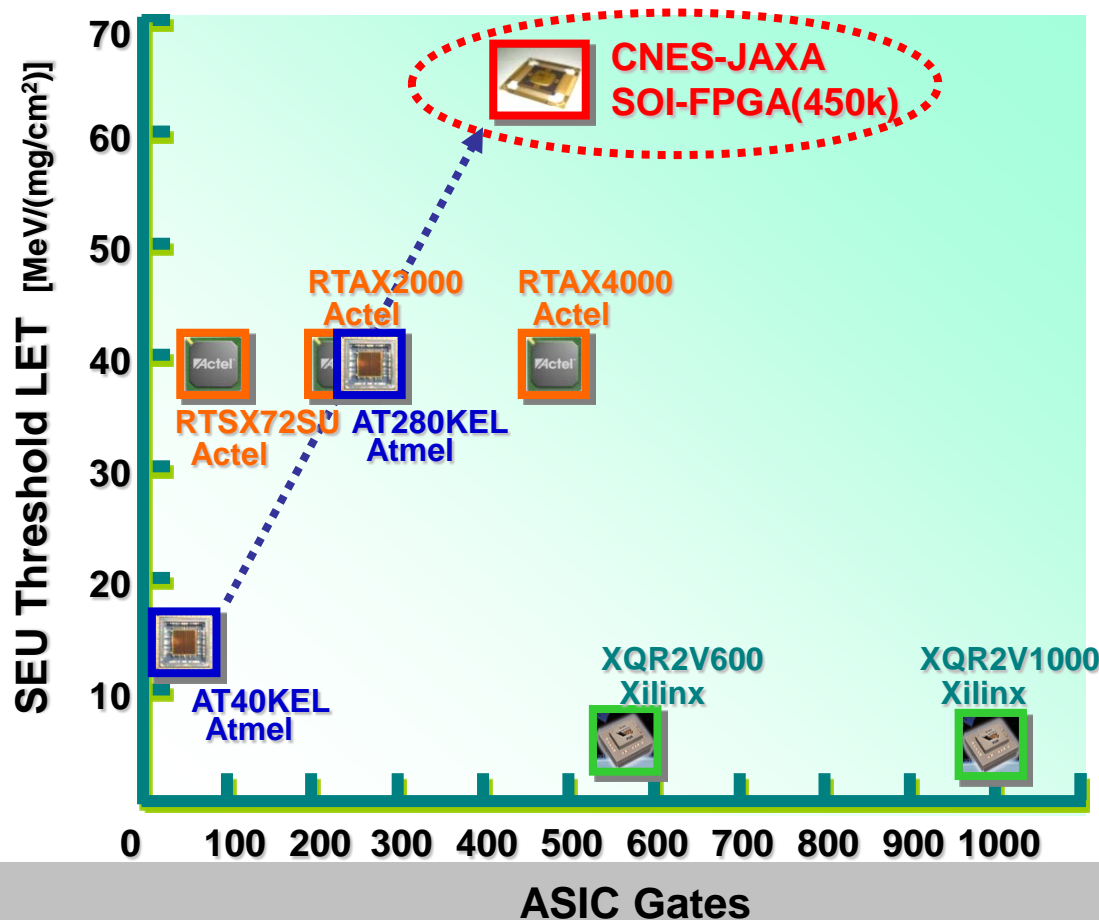 70
CNES-JAXA
SOI-FPGA(450k)
60
50
RTAX2000
Actel
RTAX4000
Actel
40
Actel
A
Actel
RTSX72SU
Actel
AT280KEL
Atmel
30
20
XQR2V600
Xilinx
XQR2V1000
Xilinx
10
AT40KEL
Atmel
SEU Threshold LET [MeV/(mg/cm²)]
0 100 200 300 400 500 600 700 800 900 1000
ASIC Gates